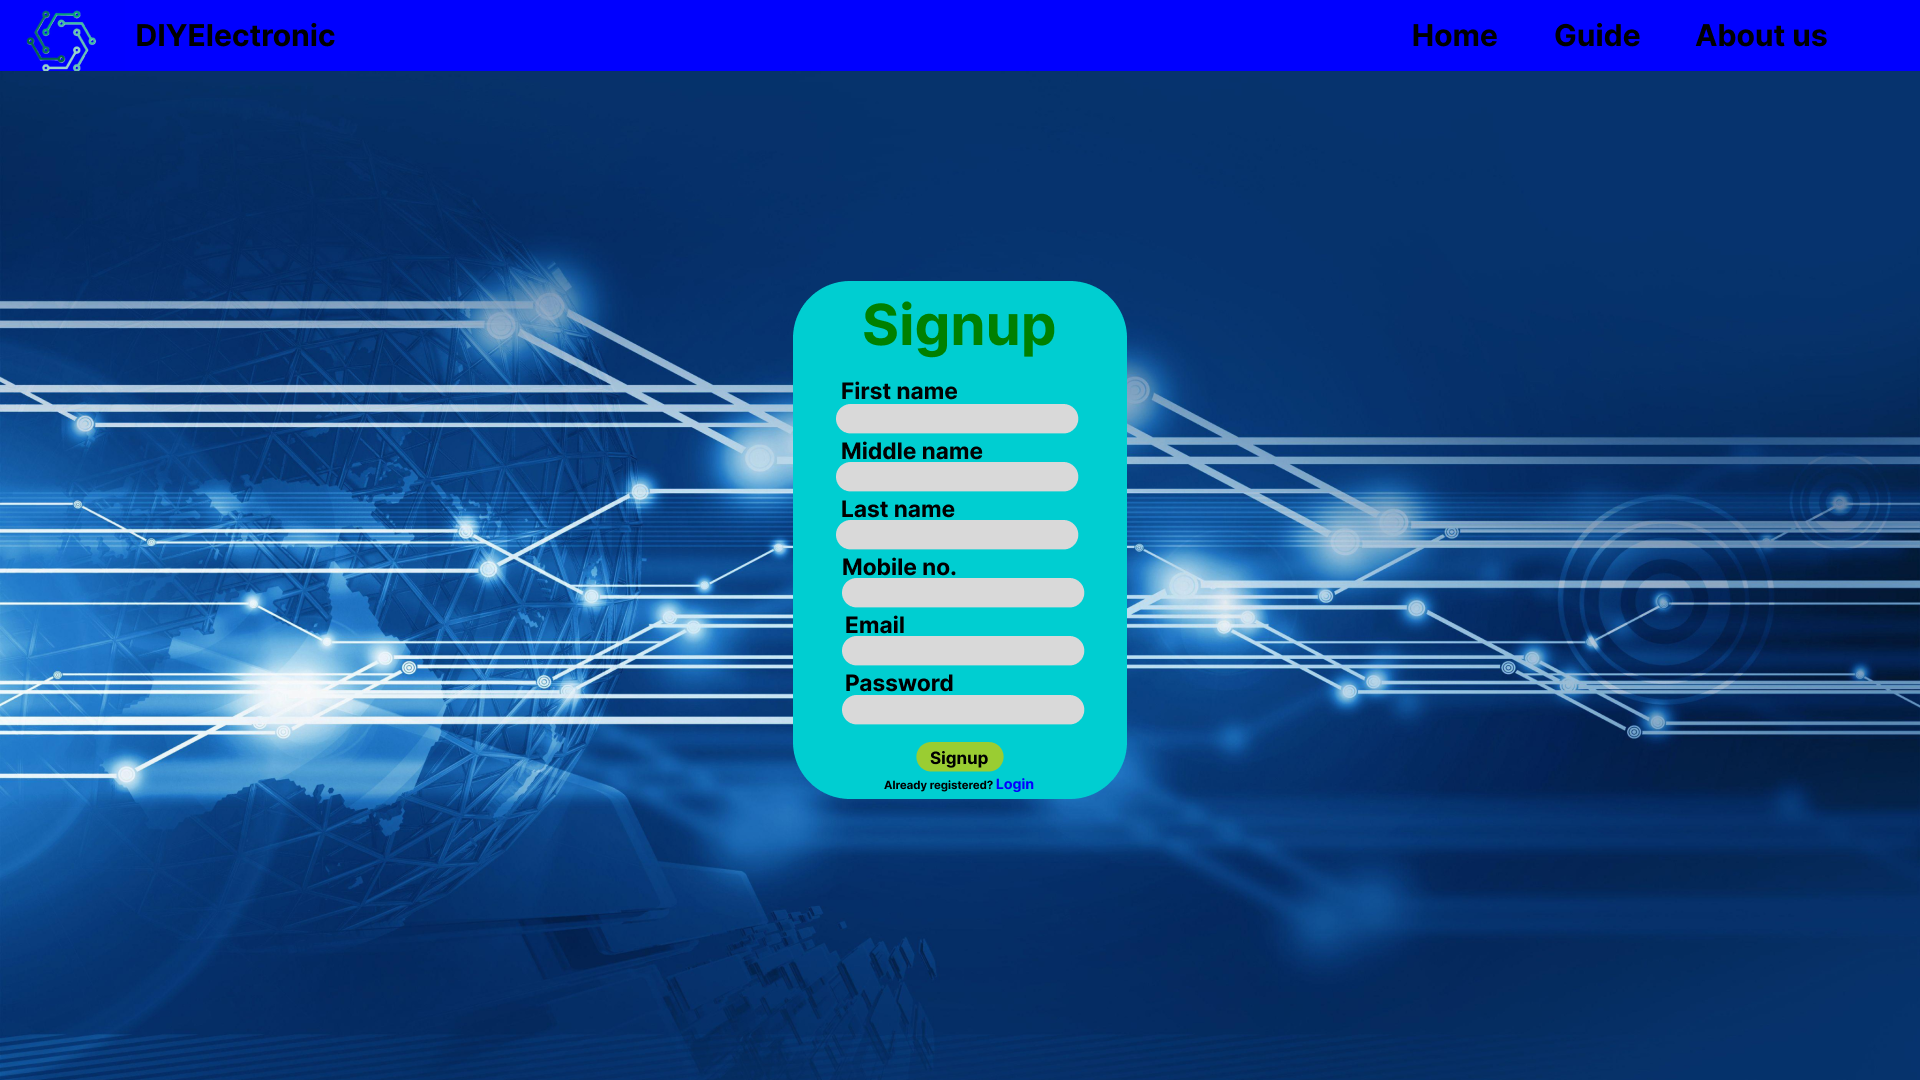 DIYElectronic Home Guide About us
Signup
First name
Middle name
Last name
Mobile no.
Email
Password
Signup
Already registered? Login